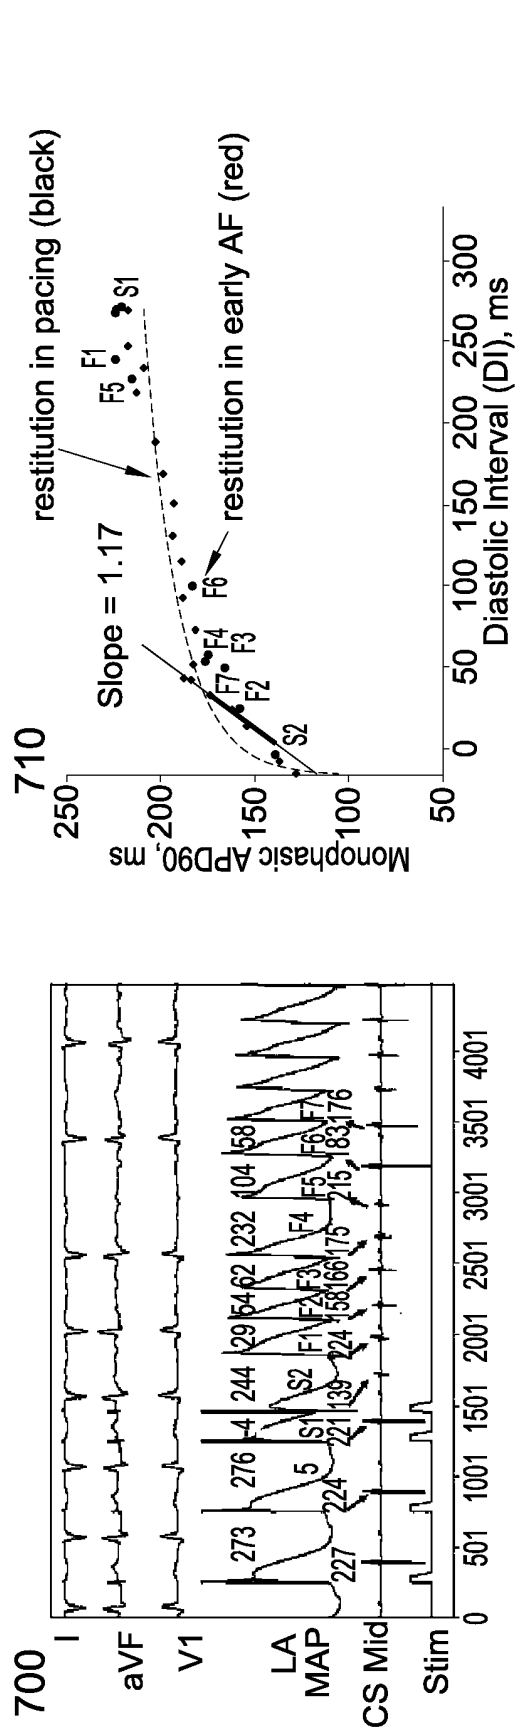 700
I
aVF
V1
LA
MAP
CS Mid
Stim
273 276 -4 244 29 54 62 232 104 58
5 S1 S2 F1 F2 F3 F4 F5 F6 F7
227 224 221 139 224 158 166 175 215 183 176
0 501 1001 1501 2001 2501 3001 3501 4001
710
Slope = 1.17
restitution in pacing (black)
restitution in early AF (red)
250
200
150
100
50
Monophasic APD90, ms
S2
F2
F7
F3
F4
F6
F5
F1
S1
0 50 100 150 200 250 300
Diastolic Interval (DI), ms